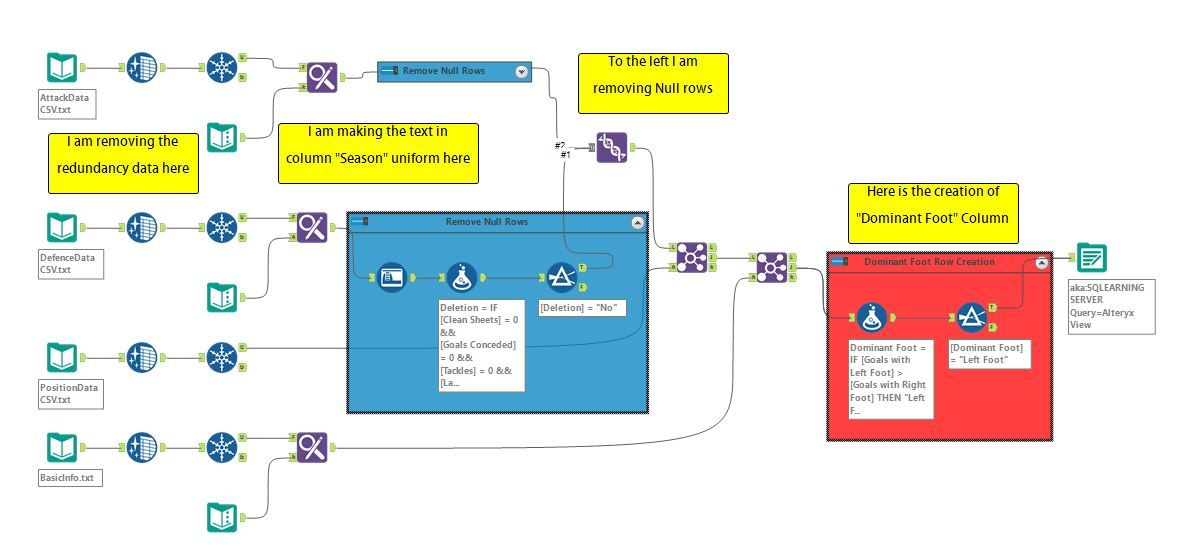 Remove Null Rows
To the left I am
removing Null rows
AttackData
CSV.txt
I am removing the
redundancy data here
I am making the text in
column "Season" uniform here
#2
#1
Here is the creation of
"Dominant Foot" Column
DefenceData
CSV.txt
Remove Null Rows
Deletion = IF
[Clean Sheets] = 0
&&
[Goals Conceded]
= 0 &&
[Tackles] = 0 &&
[La...
[Deletion] = "No"
Dominant Foot Row Creation
Dominant Foot =
IF [Goals with
Left Foot] >
[Goals with Right
Foot] THEN "Left
F...
[Dominant Foot]
= "Left Foot"
aka:SQLEARNING
SERVER
Query=Alteryx
View
PositionData
CSV.txt
BasicInfo.txt